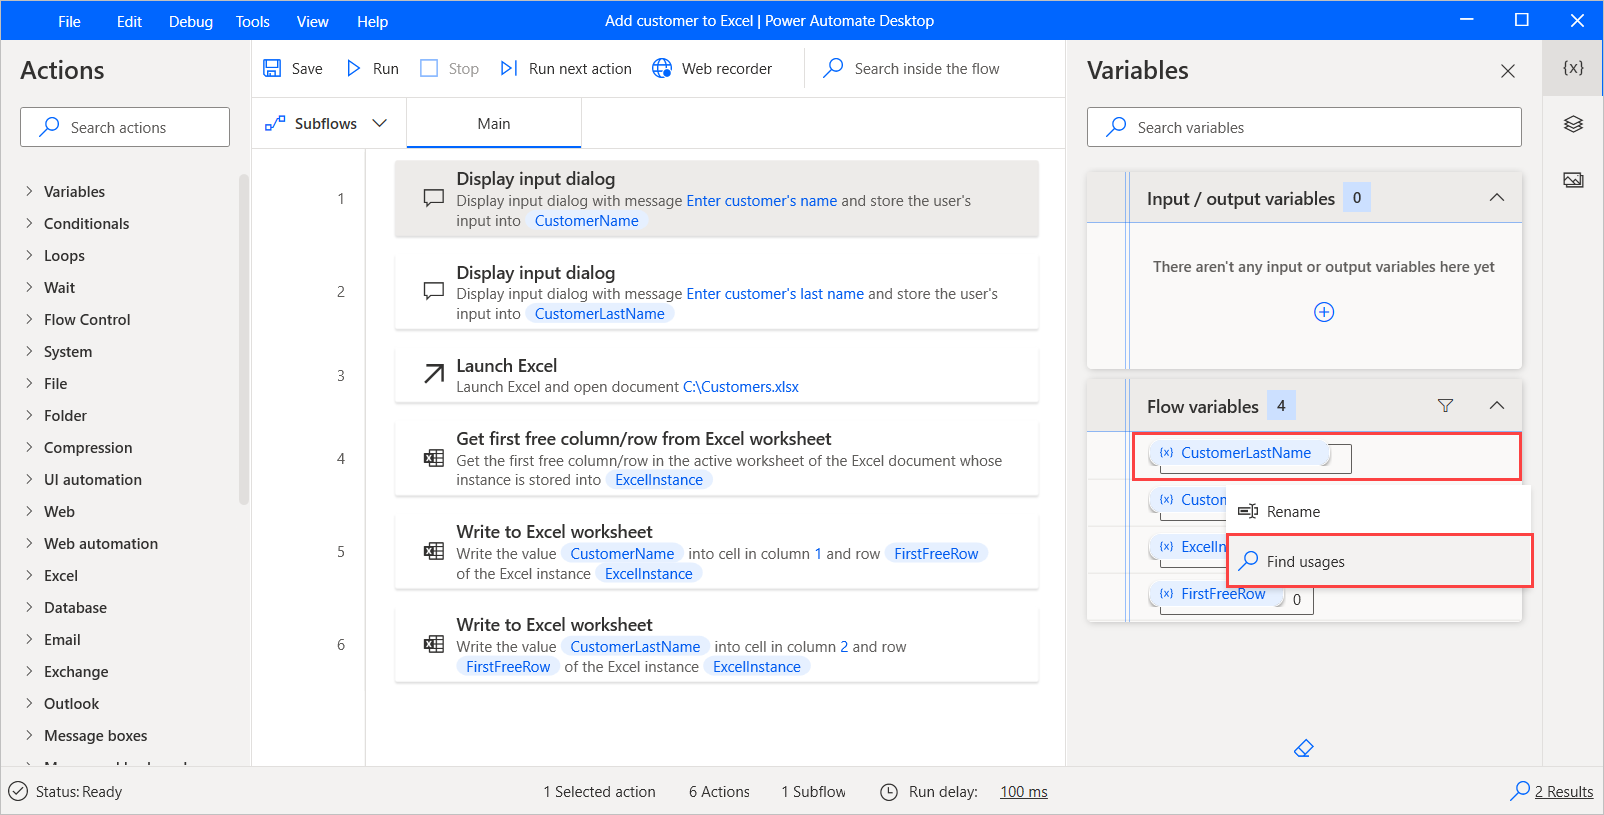 File Edit Debug Tools View Help
Add customer to Excel | Power Automate Desktop
Actions
Search actions
Variables
Conditionals
Loops
Wait
Flow Control
System
File
Folder
Compression
UI automation
Web
Web automation
Excel
Database
Email
Exchange
Outlook
Message boxes
Save Run Stop Run next action Web recorder Search inside the flow
Subflows Main
1
Display input dialog
Display input dialog with message Enter customer's name and store the user's
input into CustomerName
2
Display input dialog
Display input dialog with message Enter customer's last name and store the user's
input into CustomerLastName
3
Launch Excel
Launch Excel and open document C:\Customers.xlsx
4
Get first free column/row from Excel worksheet
Get the first free column/row in the active worksheet of the Excel document whose
instance is stored into ExcelInstance
5
Write to Excel worksheet
Write the value CustomerName into cell in column 1 and row FirstFreeRow
of the Excel instance ExcelInstance
6
Write to Excel worksheet
Write the value CustomerLastName into cell in column 2 and row
FirstFreeRow of the Excel instance ExcelInstance
Variables
{x}
Search variables
Input / output variables 0
There aren't any input or output variables here yet
Flow variables 4
{x} CustomerLastName
{x} Custom
{x} ExcelIn
{x} FirstFreeRow 0
Rename
Find usages
Status: Ready
1 Selected action 6 Actions 1 Subflow Run delay: 100 ms
2 Results